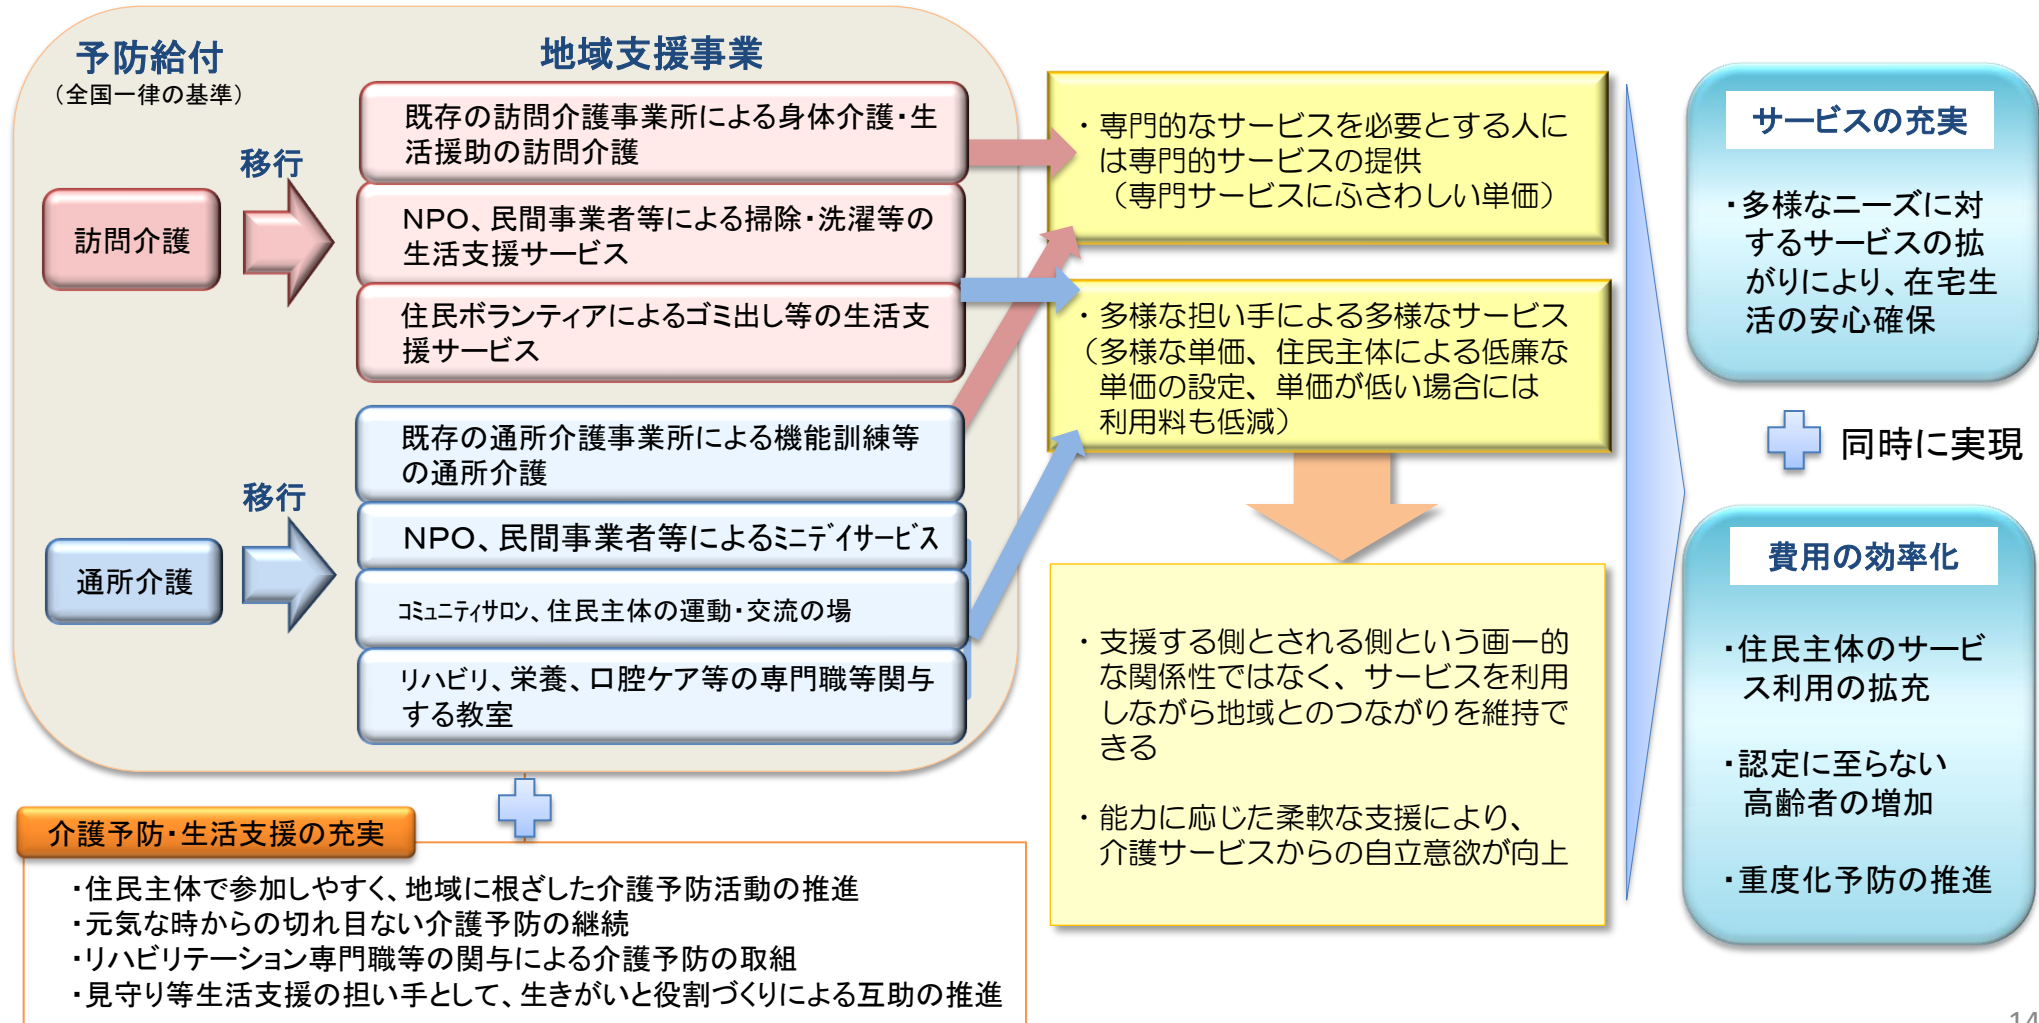 予防給付
（全国一律の基準）
地域支援事業
移行
訪問介護
既存の訪問介護事業所による身体介護・生
活援助の訪問介護
ＮＰＯ、民間事業者等による掃除・洗濯等の
生活支援サービス
住民ボランティアによるゴミ出し等の生活支
援サービス
移行
通所介護
既存の通所介護事業所による機能訓練等
の通所介護
ＮＰＯ、民間事業者等によるﾐﾆﾃﾞｲｻｰﾋﾞｽ
ｺﾐｭﾆﾃｨｻﾛﾝ、住民主体の運動・交流の場
リハビリ、栄養、口腔ケア等の専門職等関与
する教室
・専門的なサービスを必要とする人に
は専門的サービスの提供
（専門サービスにふさわしい単価）
・多様な担い手による多様なサービス
（多様な単価、住民主体による低廉な
単価の設定、単価が低い場合には
利用料も低減）
・支援する側とされる側という画一的
な関係性ではなく、サービスを利用
しながら地域とのつながりを維持で
きる
・能力に応じた柔軟な支援により、
介護サービスからの自立意欲が向上
サービスの充実
・多様なニーズに対
するサービスの拡
がりにより、在宅生
活の安心確保
同時に実現
費用の効率化
・住民主体のサービ
ス利用の拡充
・認定に至らない
高齢者の増加
・重度化予防の推進
介護予防・生活支援の充実
・住民主体で参加しやすく、地域に根ざした介護予防活動の推進
・元気な時からの切れ目ない介護予防の継続
・リハビリテーション専門職等の関与による介護予防の取組
・見守り等生活支援の担い手として、生きがいと役割づくりによる互助の推進
14